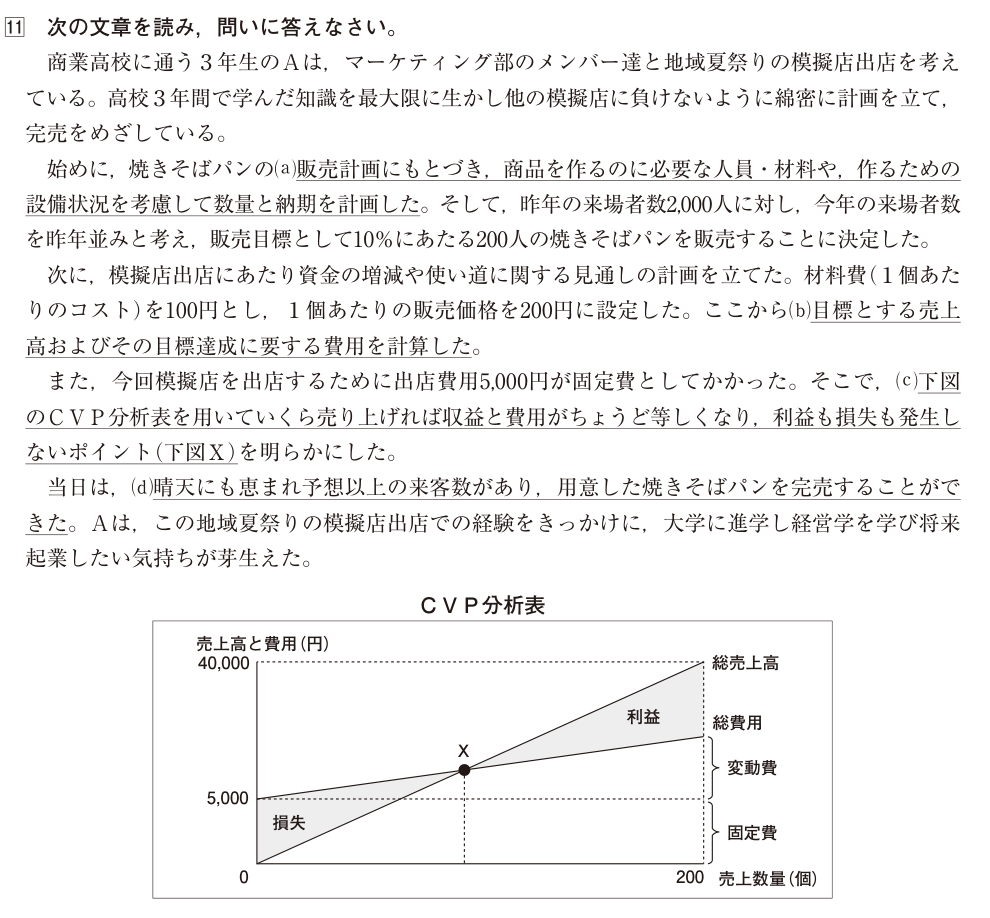 11 次の文章を読み，問いに答えなさい。
商業高校に通う３年生のＡは，マーケティング部のメンバー達と地域夏祭りの模擬店出店を考え
ている。高校３年間で学んだ知識を最大限に生かし他の模擬店に負けないように綿密に計画を立て，
完売をめざしている。
始めに，焼きそばパンの(a)販売計画にもとづき，商品を作るのに必要な人員・材料や，作るための
設備状況を考慮して数量と納期を計画した。そして，昨年の来場者数2,000人に対し，今年の来場者数
を昨年並みと考え，販売目標として10％にあたる200人の焼きそばパンを販売することに決定した。
次に，模擬店出店にあたり資金の増減や使い道に関する見通しの計画を立てた。材料費(１個あた
りのコスト)を100円とし，１個あたりの販売価格を200円に設定した。ここから(b)目標とする売上
高およびその目標達成に要する費用を計算した。
また，今回模擬店を出店するために出店費用5,000円が固定費としてかかった。そこで，(c)下図
のＣＶＰ分析表を用いていくら売り上げれば収益と費用がちょうど等しくなり，利益も損失も発生し
ないポイント(下図Ｘ)を明らかにした。
当日は，(d)晴天にも恵まれ予想以上の来客数があり，用意した焼きそばパンを完売することがで
きた。Ａは，この地域夏祭りの模擬店出店での経験をきっかけに，大学に進学し経営学を学び将来
起業したい気持ちが芽生えた。
ＣＶＰ分析表
売上高と費用(円)
40,000
総売上高
利益
総費用
X
変動費
5,000
損失
固定費
0
200
売上数量(個)